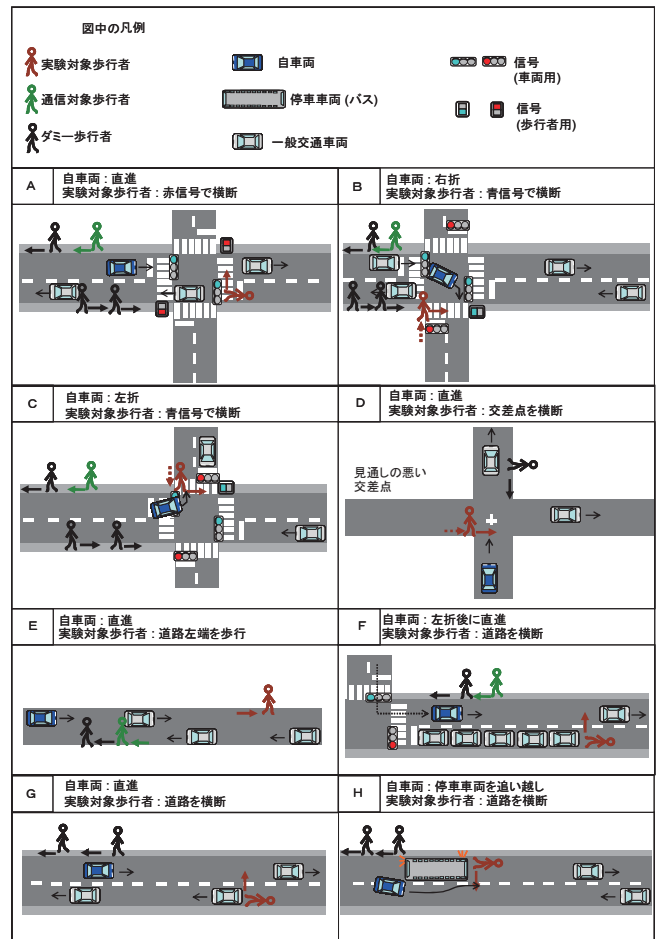 図中の凡例
実験対象歩行者
自車両
信号
(車両用)
通信対象歩行者
停車車両 (バス)
信号
(歩行者用)
ダミー歩行者
一般交通車両
A
自車両 : 直進
実験対象歩行者 : 赤信号で横断
B
自車両 : 右折
実験対象歩行者 : 青信号で横断
C
自車両 : 左折
実験対象歩行者 : 青信号で横断
D
自車両 : 直進
実験対象歩行者 : 交差点を横断
見通しの悪い
交差点
E
自車両 : 直進
実験対象歩行者 : 道路左端を歩行
F
自車両 : 左折後に直進
実験対象歩行者 : 道路を横断
G
自車両 : 直進
実験対象歩行者 : 道路を横断
H
自車両 : 停車車両を追い越し
実験対象歩行者 : 道路を横断